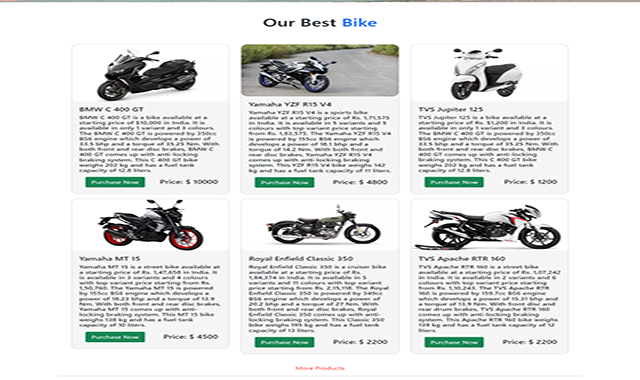 Our Best Bike
BMW C 400 GT
BMW C 400 GT is a bike available at a
starting price of $10,000 in India. It is
available in only 1 variant and 3 colours.
The BMW C 400 GT is powered by 350cc
BS6 engine which develops a power of
33.5 bhp and a torque of 35.25 Nm. With
both front and rear disc brakes, BMW C
400 GT comes up with anti-locking
braking system. This C 400 GT bike
weighs 202 kg and has a fuel tank
capacity of 12.8 liters.
Purchase Now Price: $ 10000
Yamaha YZF R15 V4
Yamaha YZF R15 V4 is a sports bike
available at a starting price of Rs. 1,71,575
in India. It is available in 5 variants and 5
colours with top variant price starting
from Rs. 1,83,575. The Yamaha YZF R15 V4
is powered by 155cc BS6 engine which
develops a power of 18.1 bhp and a
torque of 14.2 Nm. With both front and
rear disc brakes, Yamaha YZF R15 V4
comes up with anti-locking braking
system. This YZF R15 V4 bike weighs 142
kg and has a fuel tank capacity of 11 liters.
Purchase Now Price: $ 4800
TVS Jupiter 125
TVS Jupiter 125 is a bike available at a
starting price of $1,200 in India. It is
available in only 1 variant and 3 colours.
The BMW C 400 GT is powered by 350cc
BS6 engine which develops a power of
33.5 bhp and a torque of 35.25 Nm. With
both front and rear disc brakes, BMW C
400 GT comes up with anti-locking
braking system. This C 400 GT bike
weighs 202 kg and has a fuel tank
capacity of 12.8 liters.
Purchase Now Price: $ 1200
Yamaha MT 15
Yamaha MT 15 is a street bike available at
a starting price of Rs. 1,47,658 in India. It
is available in 3 variants and 4 colours
with top variant price starting from Rs.
1,50,760. The Yamaha MT 15 is powered
by 155cc BS6 engine which develops a
power of 18.23 bhp and a torque of 13.9
Nm. With both front and rear disc brakes,
Yamaha MT 15 comes up with anti-
locking braking system. This MT 15 bike
weighs 139 kg and has a fuel tank
capacity of 10 liters.
Purchase Now Price: $ 4500
Royal Enfield Classic 350
Royal Enfield Classic 350 is a cruiser bike
available at a starting price of Rs.
1,84,374 in India. It is available in 5
variants and 11 colours with top variant
price starting from Rs. 2,15,118. The Royal
Enfield Classic 350 is powered by 349cc
BS6 engine which develops a power of
20.2 bhp and a torque of 27 Nm. With
both front and rear disc brakes, Royal
Enfield Classic 350 comes up with anti-
locking braking system. This Classic 350
bike weighs 195 kg and has a fuel tank
capacity of 13 liters.
Purchase Now Price: $ 2200
TVS Apache RTR 160
TVS Apache RTR 160 is a street bike
available at a starting price of Rs. 1,07,242
in India. It is available in 2 variants and 6
colours with top variant price starting
from Rs. 1,10,243. The TVS Apache RTR
160 is powered by 159.7cc BS6 engine
which develops a power of 15.31 bhp and
a torque of 13.9 Nm. With front disc and
rear drum brakes, TVS Apache RTR 160
comes up with anti-locking braking
system. This Apache RTR 160 bike weighs
139 kg and has a fuel tank capacity of 12
liters.
Purchase Now Price: $ 2200
More Products